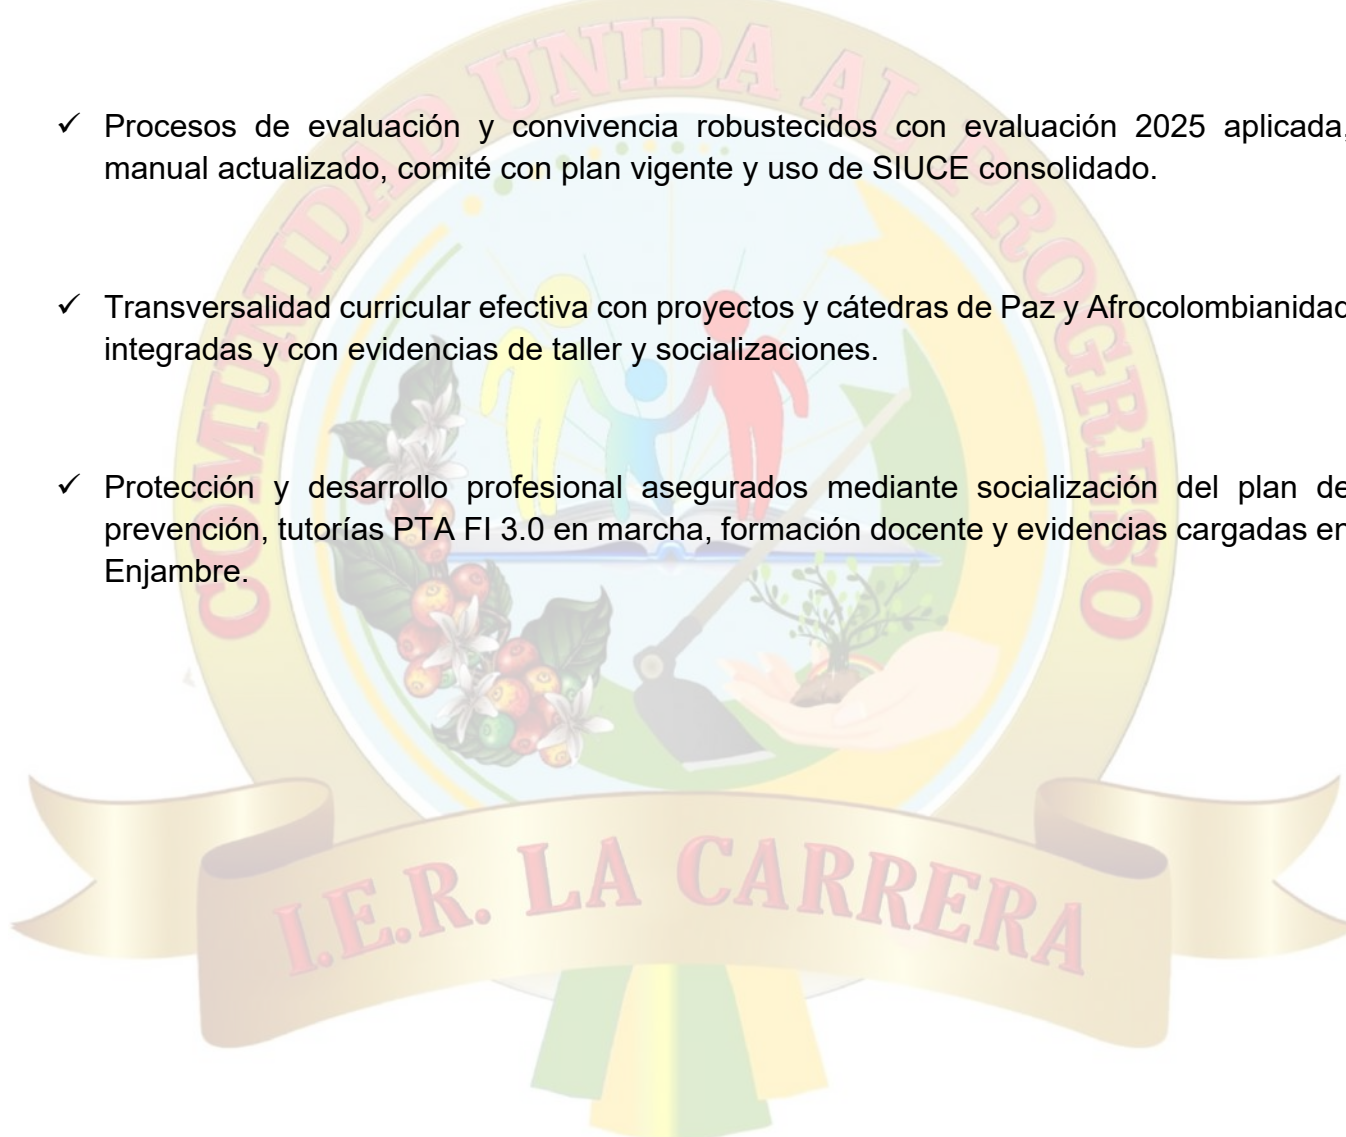 COMUNIDAD UNIDA AL PROGRESO
✓ Procesos de evaluación y convivencia robustecidos con evaluación 2025 aplicada,
manual actualizado, comité con plan vigente y uso de SIUCE consolidado.
✓ Transversalidad curricular efectiva con proyectos y cátedras de Paz y Afrocolombianidad
integradas y con evidencias de taller y socializaciones.
✓ Protección y desarrollo profesional asegurados mediante socialización del plan de
prevención, tutorías PTA FI 3.0 en marcha, formación docente y evidencias cargadas en
Enjambre.
I.E.R. LA CARRERA